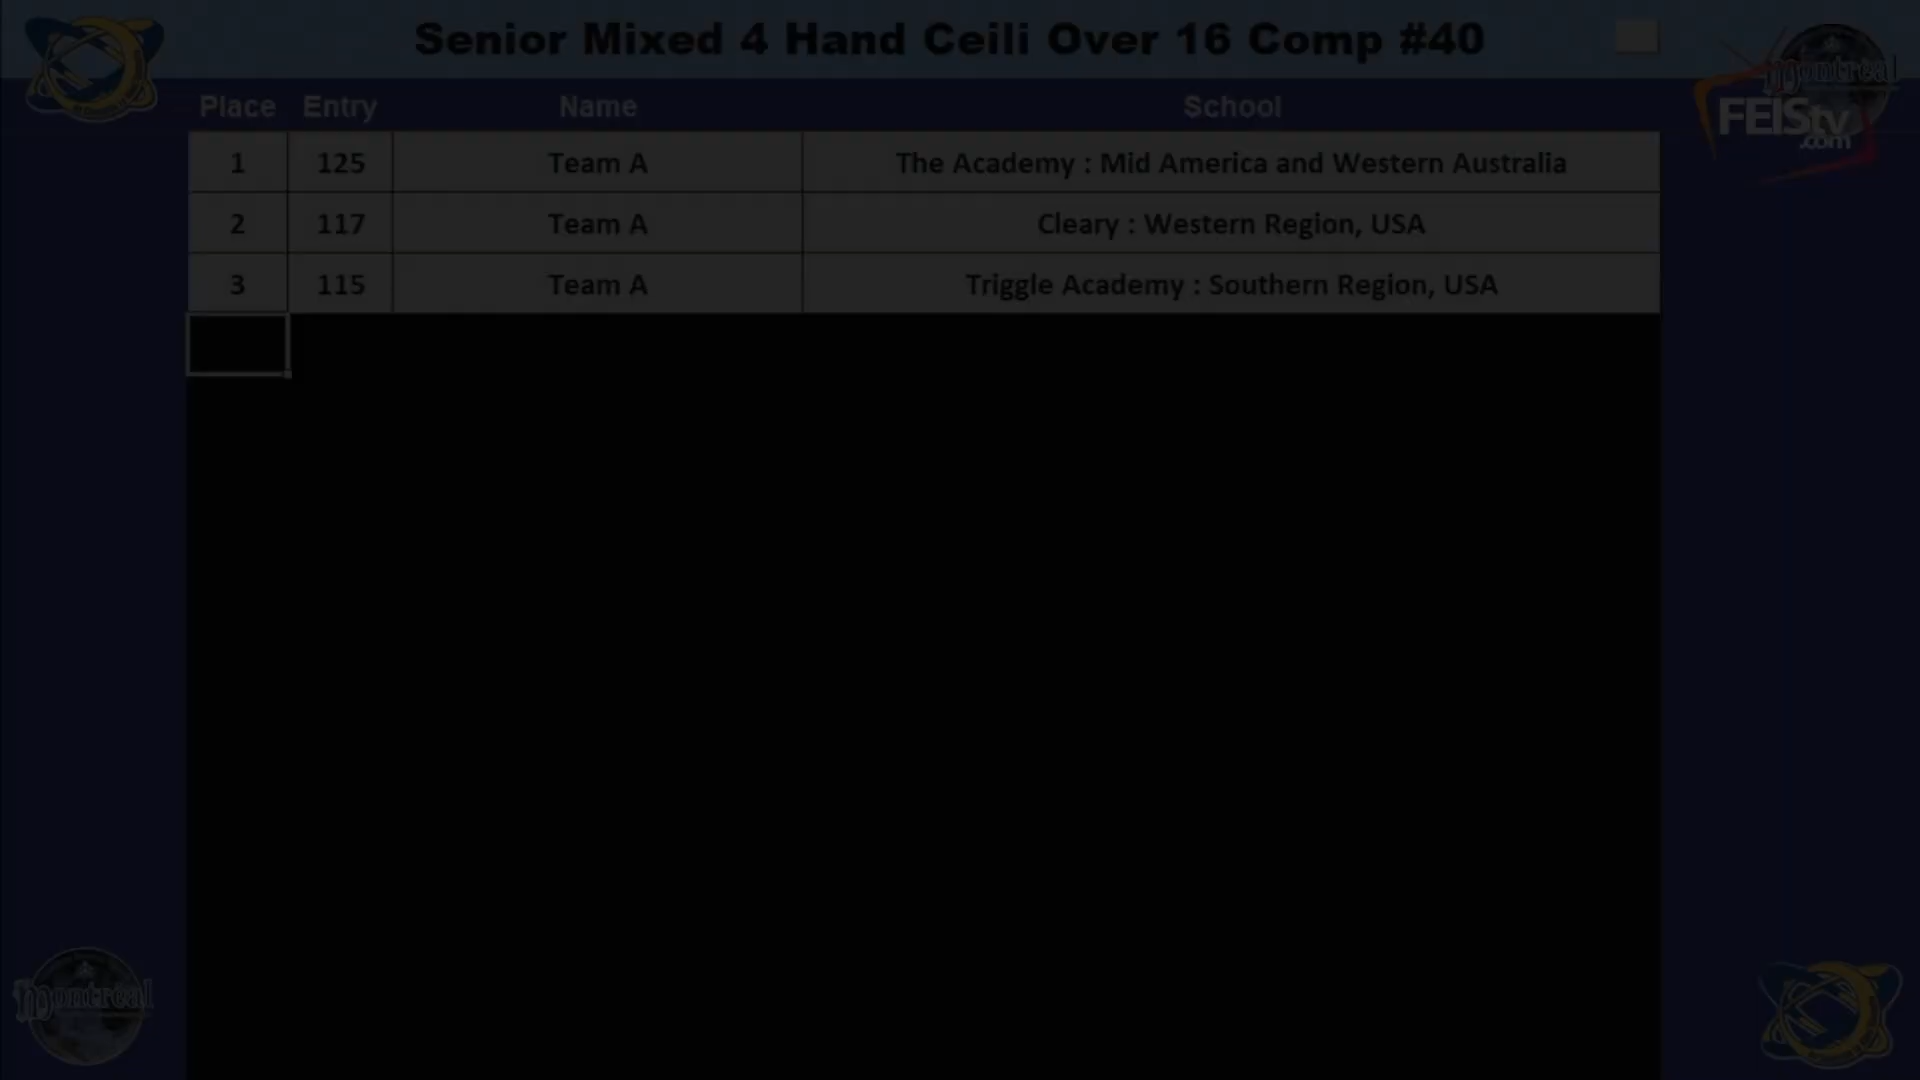 Senior Mixed 4 Hand Ceili Over 16 Comp #40
Place Entry Name School
1 125 Team A The Academy : Mid America and Western Australia
2 117 Team A Cleary : Western Region, USA
3 115 Team A Triggle Academy : Southern Region, USA
montreal
FEIStv
.com
montreal